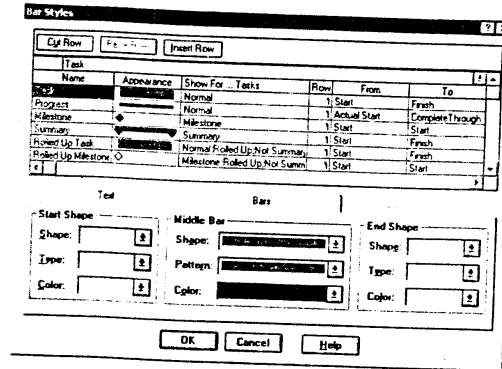 Bar Styles
Cut Row Paste Row Insert Row
Task
Name Appearance Show For ... Tasks Row From To
Task Normal 1 Start Finish
Progress Normal 1 Actual Start CompleteThrough
Milestone Milestone 1 Start Start
Summary Summary 1 Start Finish
Rolled Up Task Normal,Rolled Up,Not Summary 1 Start Finish
Rolled Up Milestone Milestone,Rolled Up,Not Summ 1 Start Start
Text Bars
Start Shape Middle Bar End Shape
Shape: Shape: Shape:
Type: Pattern: Type:
Color: Color: Color:
OK Cancel Help